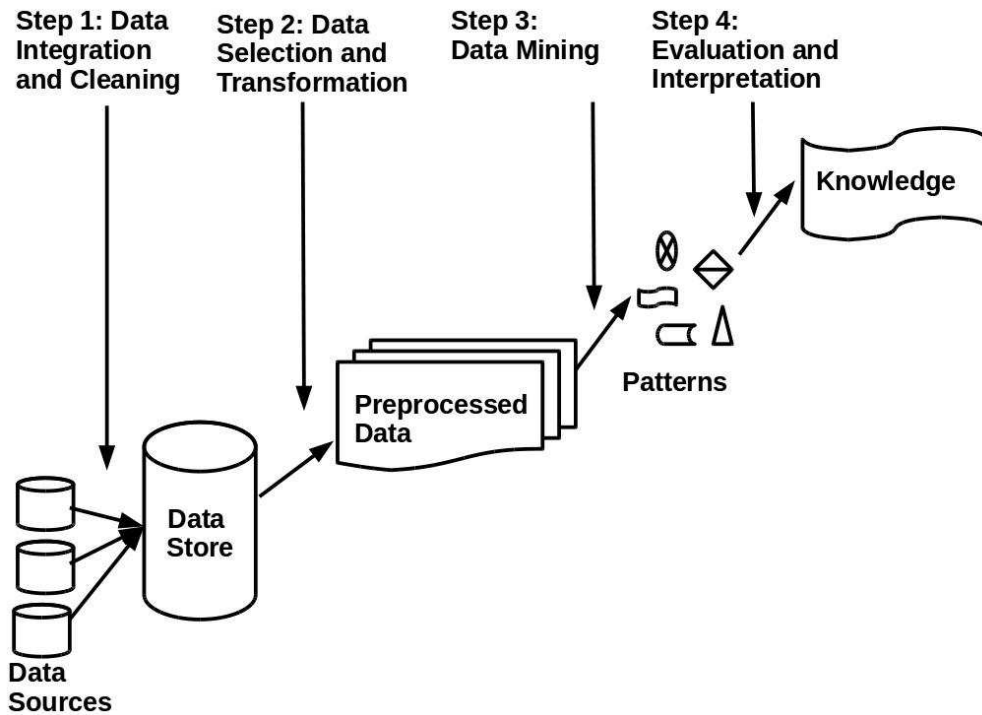 Step 1: Data
Integration
and Cleaning
Step 2: Data
Selection and
Transformation
Step 3:
Data Mining
Step 4:
Evaluation and
Interpretation
Knowledge
Patterns
Preprocessed
Data
Data
Store
Data
Sources